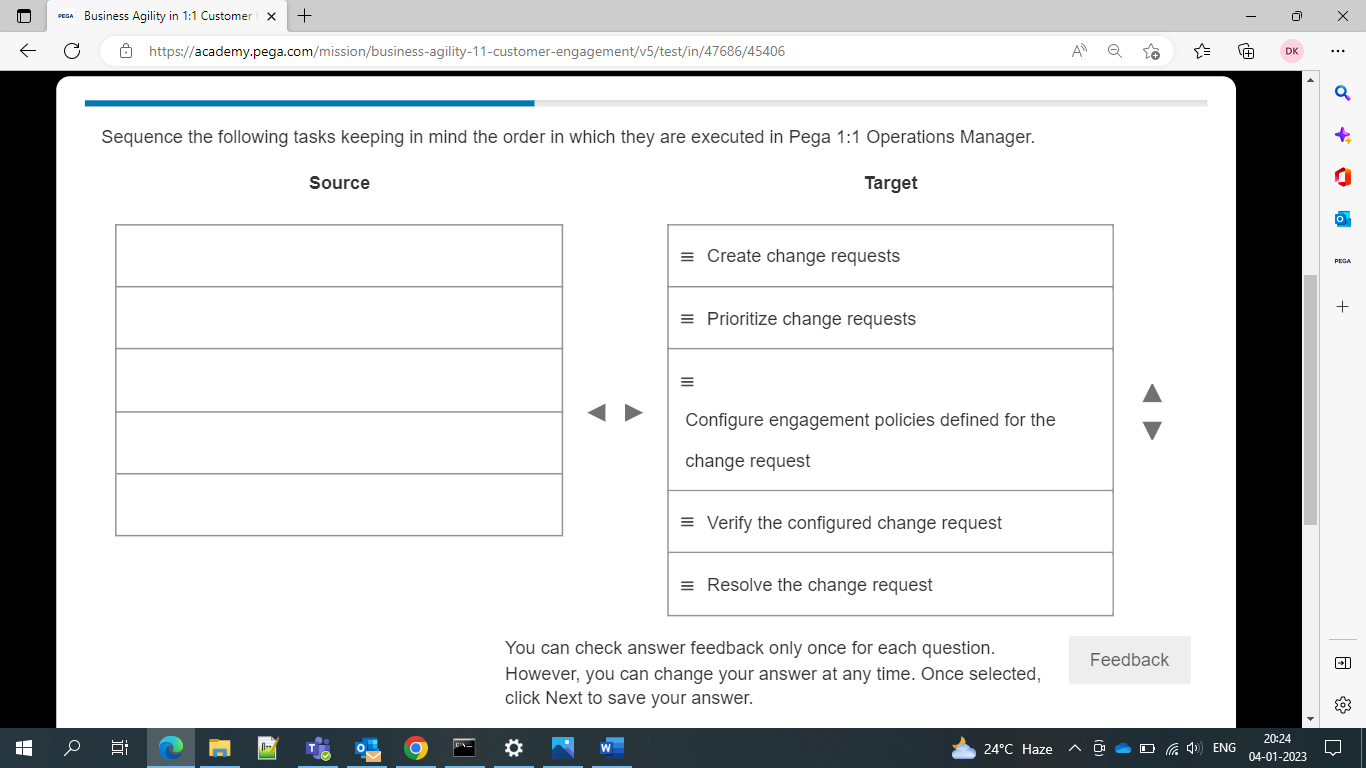 PEGA Business Agility in 1:1 Customer
https://academy.pega.com/mission/business-agility-11-customer-engagement/v5/test/in/47686/45406
DK
Sequence the following tasks keeping in mind the order in which they are executed in Pega 1:1 Operations Manager.
Source
Target
Create change requests
Prioritize change requests
Configure engagement policies defined for the
change request
Verify the configured change request
Resolve the change request
You can check answer feedback only once for each question.
However, you can change your answer at any time. Once selected,
click Next to save your answer.
Feedback
PEGA
24°C Haze
ENG
20:24
04-01-2023